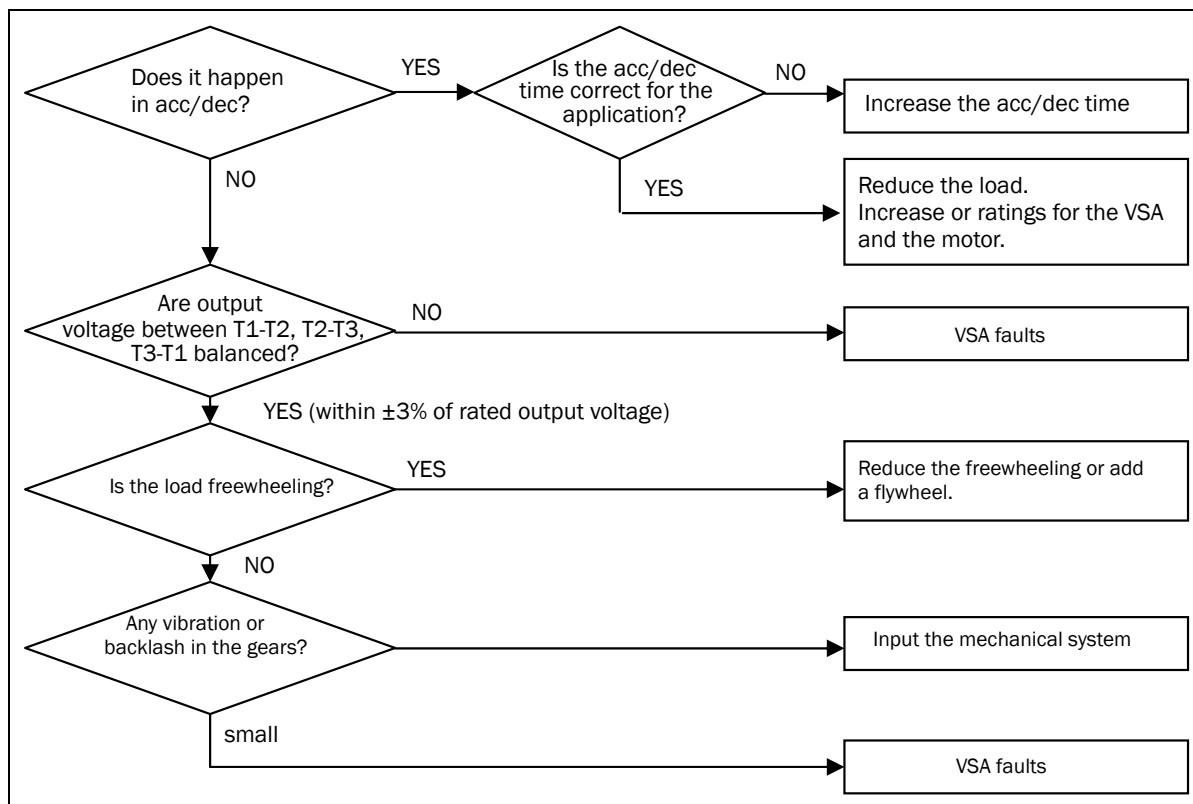 Does it happen
in acc/dec?
YES
Is the acc/dec
time correct for the
application?
NO
Increase the acc/dec time
NO
YES
Reduce the load.
Increase or ratings for the VSA
and the motor.
Are output
voltage between T1-T2, T2-T3,
T3-T1 balanced?
NO
VSA faults
YES (within ±3% of rated output voltage)
Is the load freewheeling?
YES
Reduce the freewheeling or add
a flywheel.
NO
Any vibration or
backlash in the gears?
Input the mechanical system
small
VSA faults